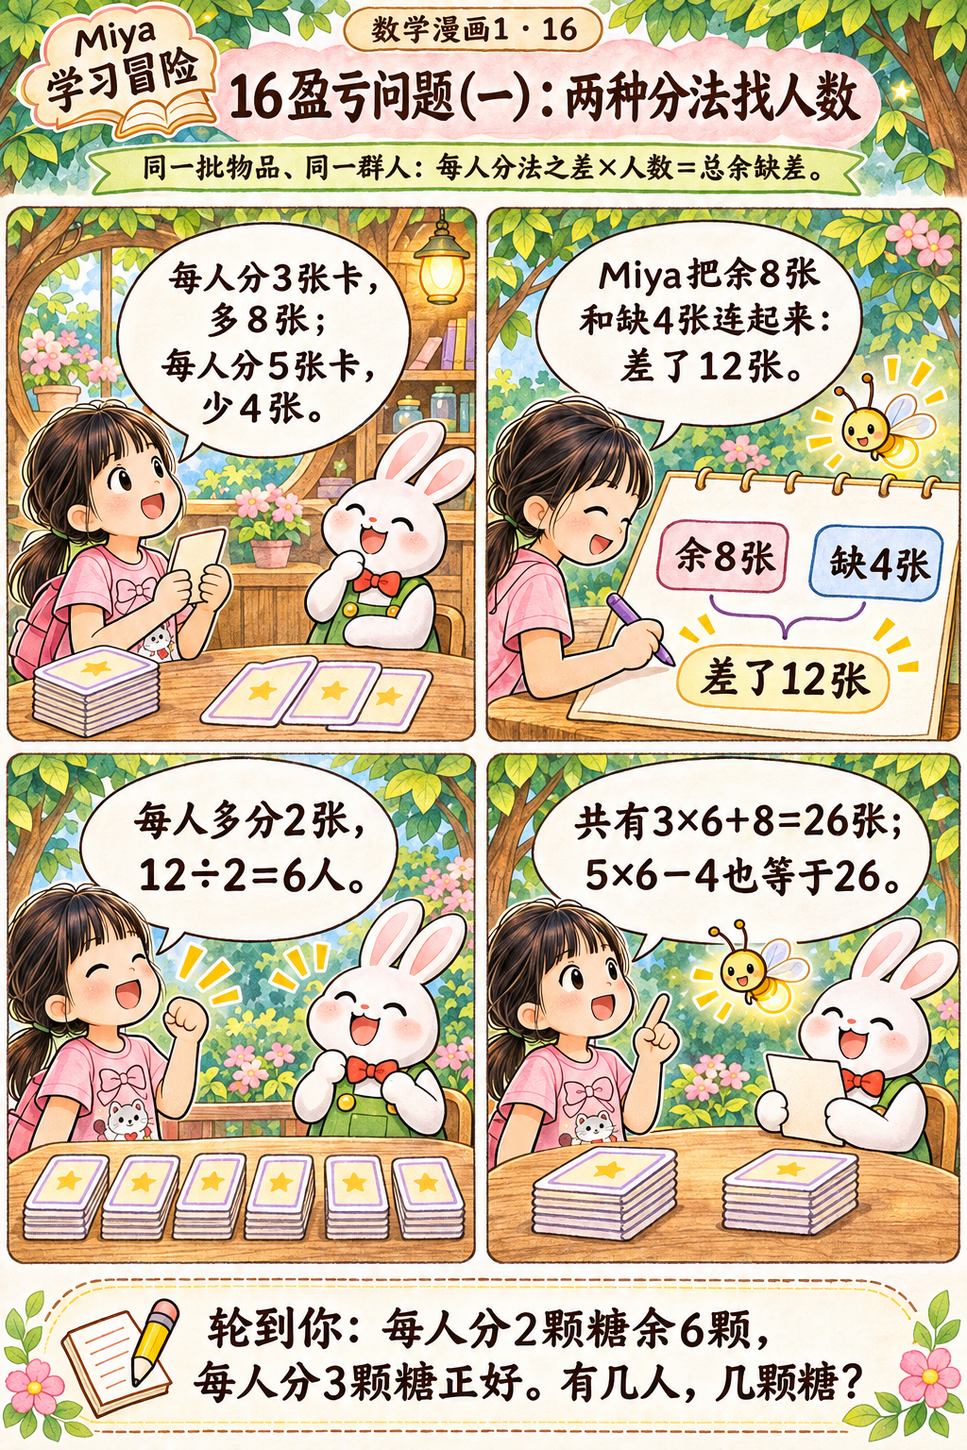 Miya
学习冒险
数学漫画1·16
16 盈亏问题(一)：两种分法找人数
同一批物品、同一群人：每人分法之差×人数=总余缺差。
每人分3张卡，
多8张；
每人分5张卡，
少4张。
Miya把余8张
和缺4张连起来：
差了12张。
余8张
缺4张
差了12张
每人多分2张，
12÷2=6人。
共有3×6+8=26张；
5×6-4也等于26。
轮到你：每人分2颗糖余6颗，
每人分3颗糖正好。有几人，几颗糖？